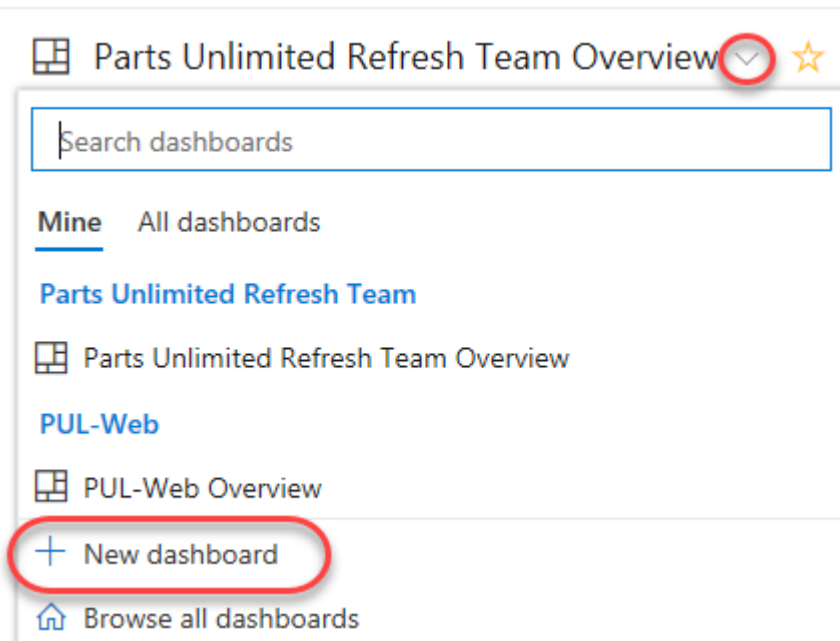 Parts Unlimited Refresh Team Overview
Search dashboards
Mine All dashboards
Parts Unlimited Refresh Team
Parts Unlimited Refresh Team Overview
PUL-Web
PUL-Web Overview
New dashboard
Browse all dashboards